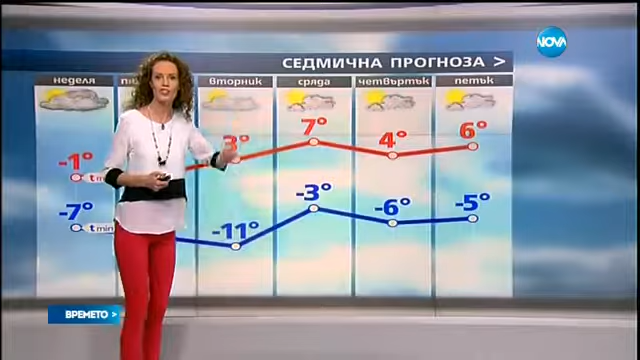 NOVA
СЕДМИЧНА ПРОГНОЗА >
неделя вторник сряда четвъртък петък
7°
3° 4° 6°
-1°
t
-3°
-7° -6° -5°
t min
-11°
ВРЕМЕТО >